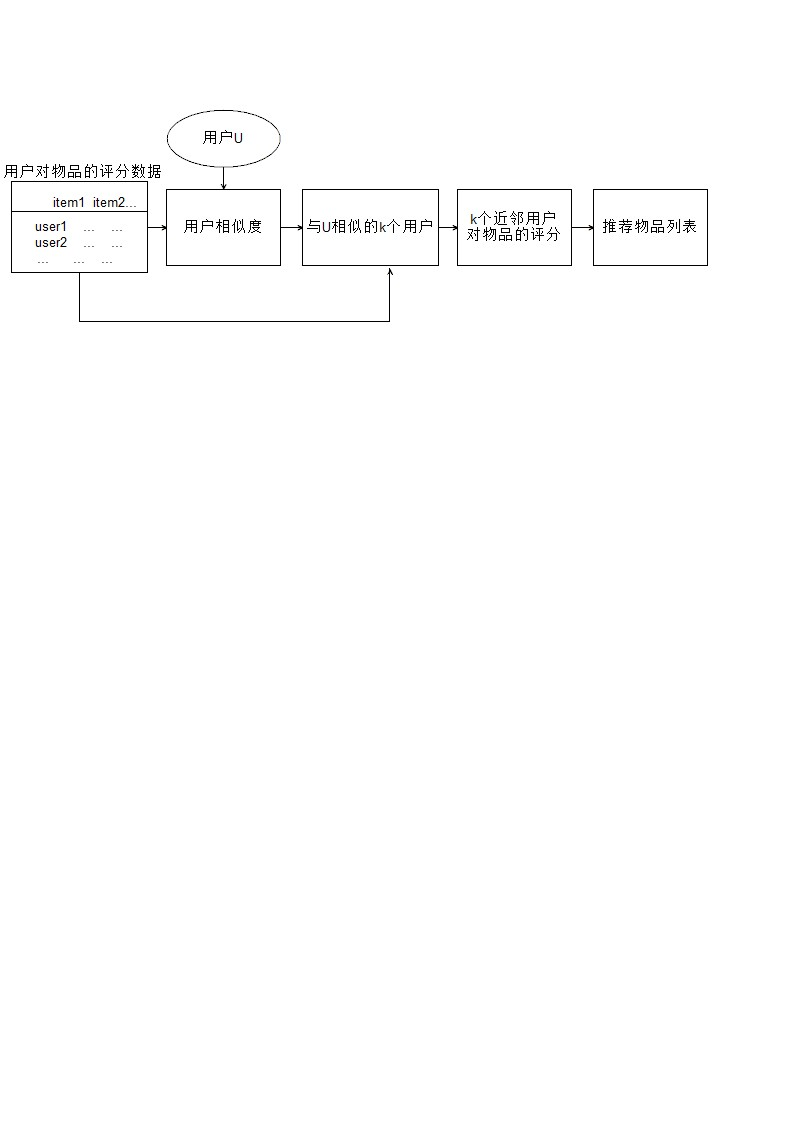 用户U
用户对物品的评分数据
item1 item2...
user1 ... ...
user2 ... ...
... ... ...
用户相似度
与U相似的k个用户
k个近邻用户
对物品的评分
推荐物品列表